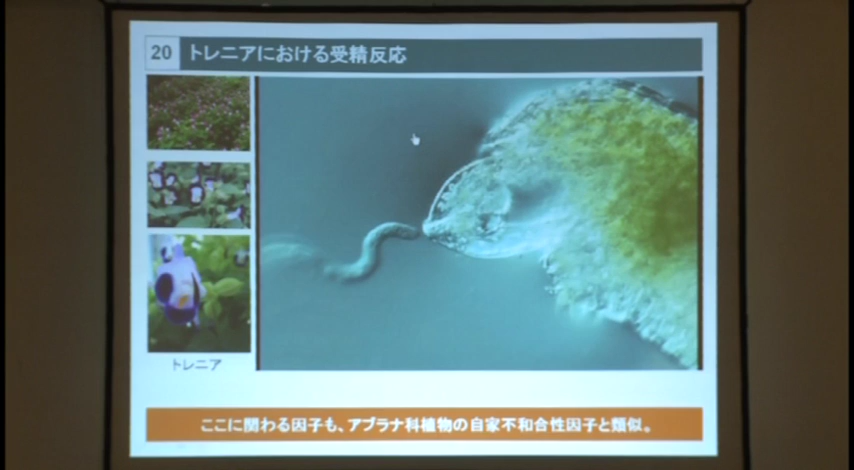 20 トレニアにおける受精反応
トレニア
ここに関わる因子も、アブラナ科植物の自家不和合性因子と類似。